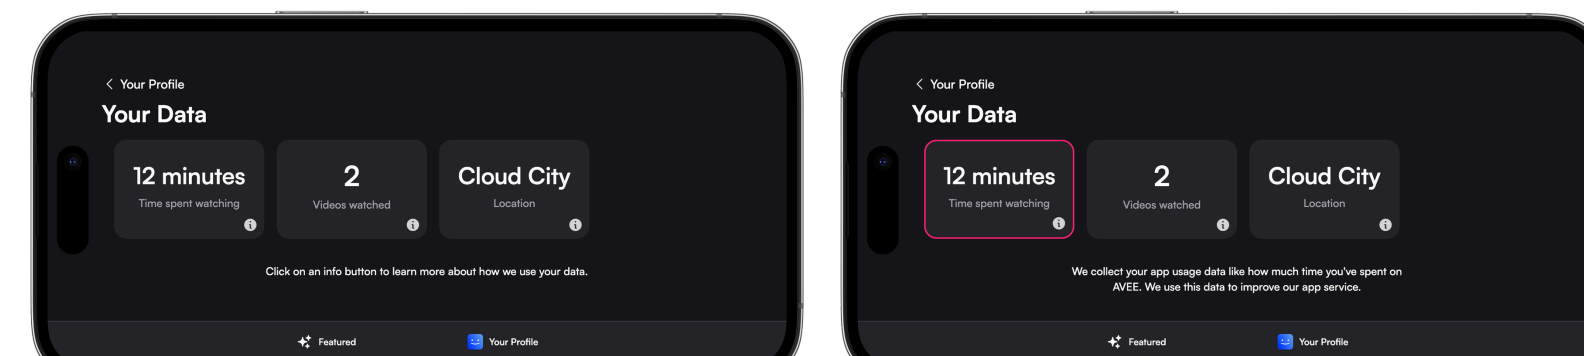 Your Profile
Your Data
12 minutes
Time spent watching
2
Videos watched
Cloud City
Location
Click on an info button to learn more about how we use your data.
Featured
Your Profile
Your Profile
Your Data
12 minutes
Time spent watching
2
Videos watched
Cloud City
Location
We collect your app usage data like how much time you've spent on
AVEE. We use this data to improve our app service.
Featured
Your Profile